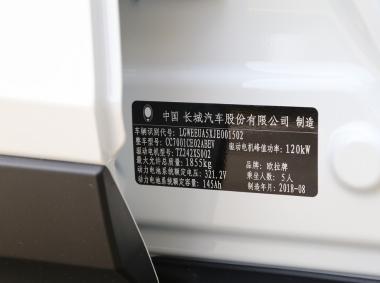 中国 长城汽车股份有限公司 制造
车辆识别代号: LGWEEUA5XJE001502
整车型号: CC7001CE02ABEV
驱动电机型号: TZ242XS002 驱动电机峰值功率: 120kW
最大允许总质量: 1855kg
动力电池系统额定电压: 321.2V 品牌: 欧拉牌
动力电池系统额定容量: 145Ah 乘坐人数: 5人
制造年月: 2018-08